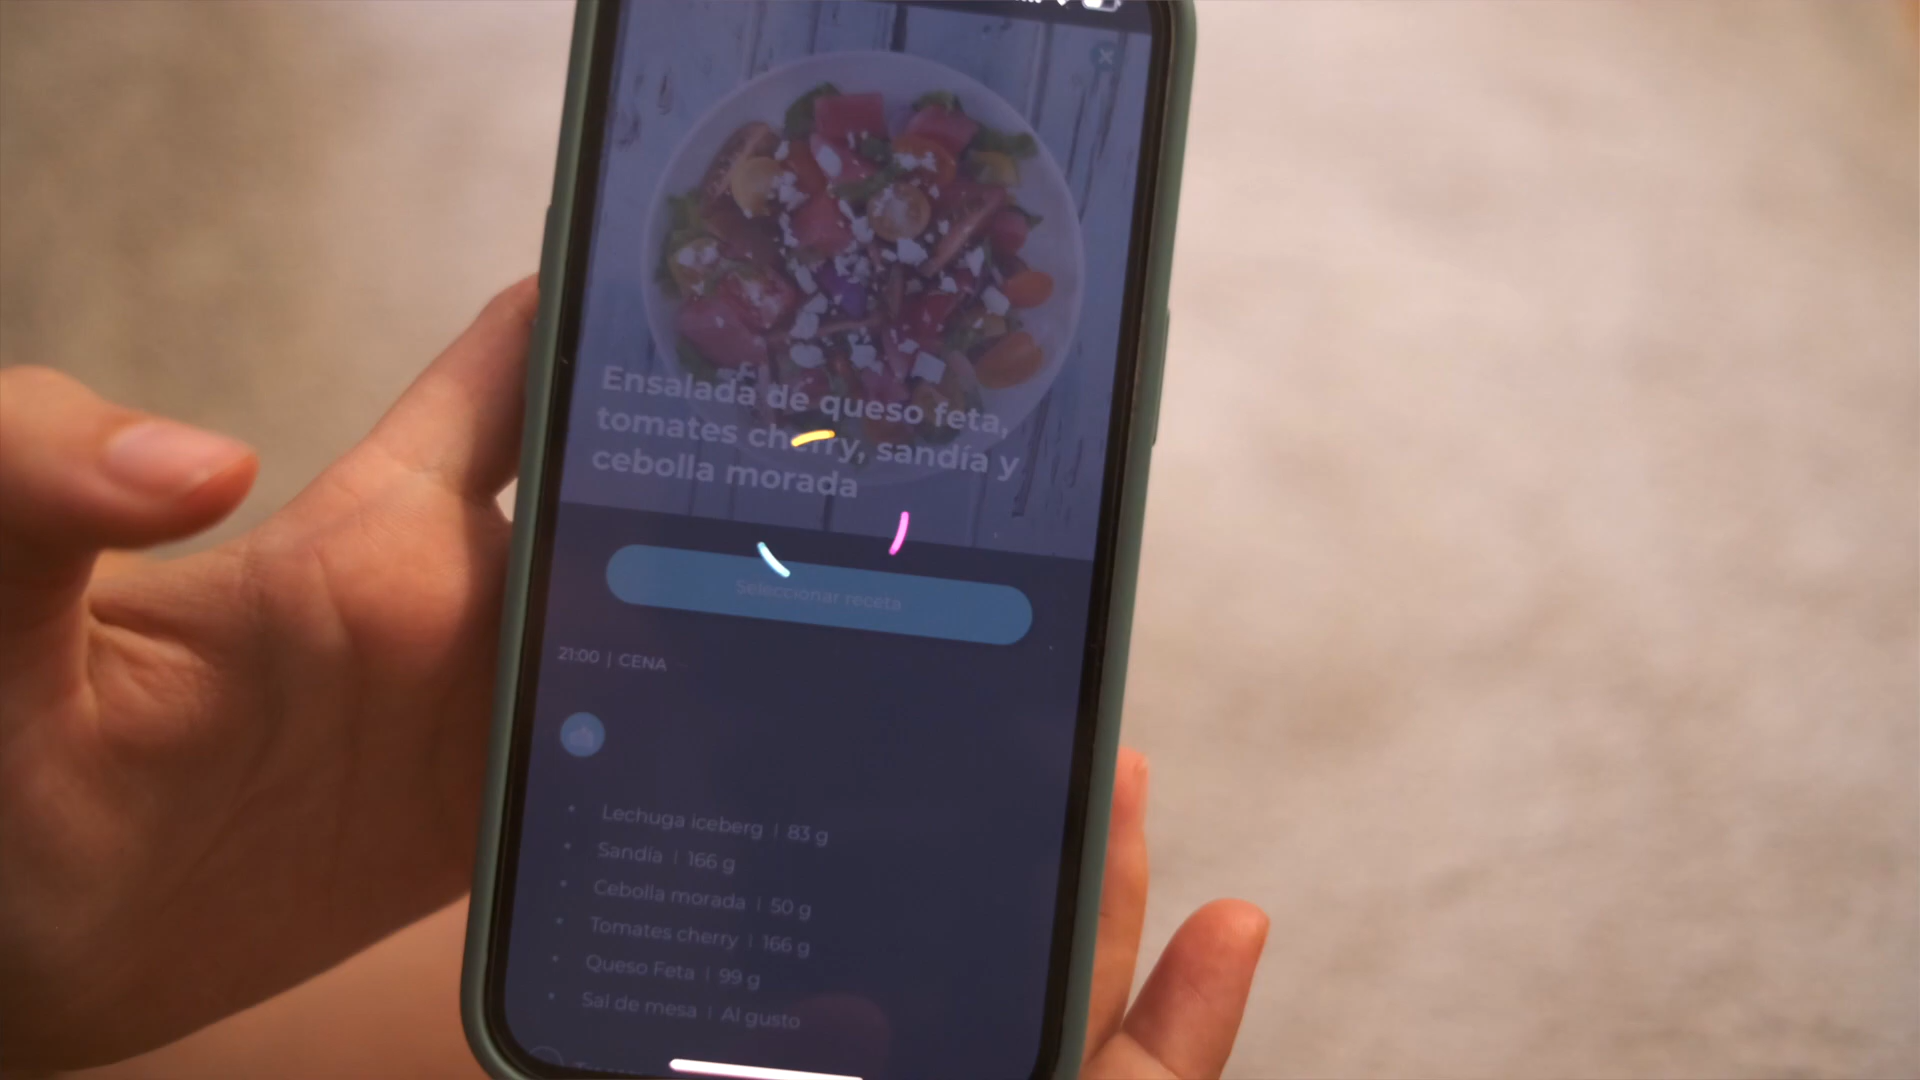 Ensalada de queso feta,
tomates cherry, sandía y
cebolla morada
Seleccionar receta
21:00 | CENA
• Lechuga iceberg | 83 g
• Sandía | 166 g
• Cebolla morada | 50 g
• Tomates cherry | 166 g
• Queso Feta | 99 g
• Sal de mesa | Al gusto